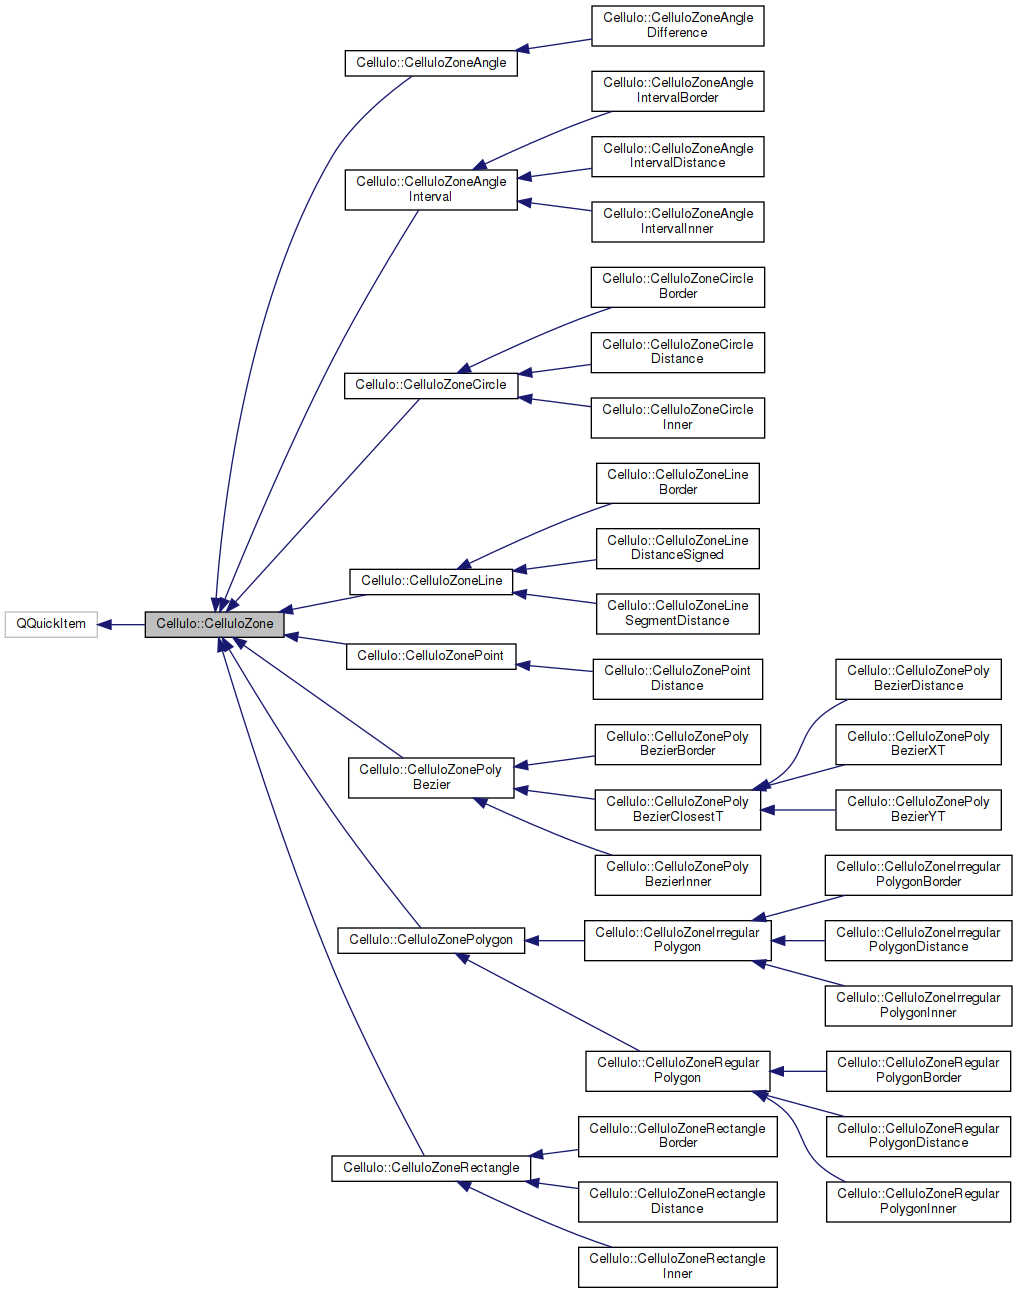 QQuickItem
Cellulo::CelluloZone
Cellulo::CelluloZoneAngle
Cellulo::CelluloZoneAngle
Difference
Cellulo::CelluloZoneAngle
Interval
Cellulo::CelluloZoneAngle
IntervalBorder
Cellulo::CelluloZoneAngle
IntervalDistance
Cellulo::CelluloZoneAngle
IntervalInner
Cellulo::CelluloZoneCircle
Cellulo::CelluloZoneCircle
Border
Cellulo::CelluloZoneCircle
Distance
Cellulo::CelluloZoneCircle
Inner
Cellulo::CelluloZoneLine
Cellulo::CelluloZoneLine
Border
Cellulo::CelluloZoneLine
DistanceSigned
Cellulo::CelluloZoneLine
SegmentDistance
Cellulo::CelluloZonePoint
Cellulo::CelluloZonePoint
Distance
Cellulo::CelluloZonePoly
Bezier
Cellulo::CelluloZonePoly
BezierBorder
Cellulo::CelluloZonePoly
BezierClosestT
Cellulo::CelluloZonePoly
BezierDistance
Cellulo::CelluloZonePoly
BezierXT
Cellulo::CelluloZonePoly
BezierYT
Cellulo::CelluloZonePoly
BezierInner
Cellulo::CelluloZonePolygon
Cellulo::CelluloZoneIrregular
Polygon
Cellulo::CelluloZoneIrregular
PolygonBorder
Cellulo::CelluloZoneIrregular
PolygonDistance
Cellulo::CelluloZoneIrregular
PolygonInner
Cellulo::CelluloZoneRegular
Polygon
Cellulo::CelluloZoneRegular
PolygonBorder
Cellulo::CelluloZoneRegular
PolygonDistance
Cellulo::CelluloZoneRegular
PolygonInner
Cellulo::CelluloZoneRectangle
Cellulo::CelluloZoneRectangle
Border
Cellulo::CelluloZoneRectangle
Distance
Cellulo::CelluloZoneRectangle
Inner